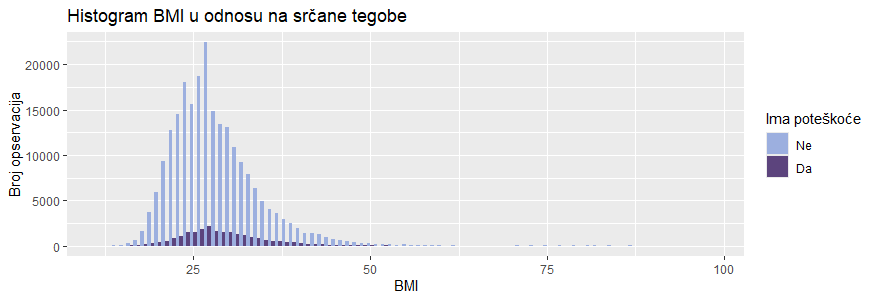 Histogram BMI u odnosu na srčane tegobe
Broj opservacija
20000
15000
10000
5000
0
25
50
75
100
BMI
Ima poteškoće
Ne
Da